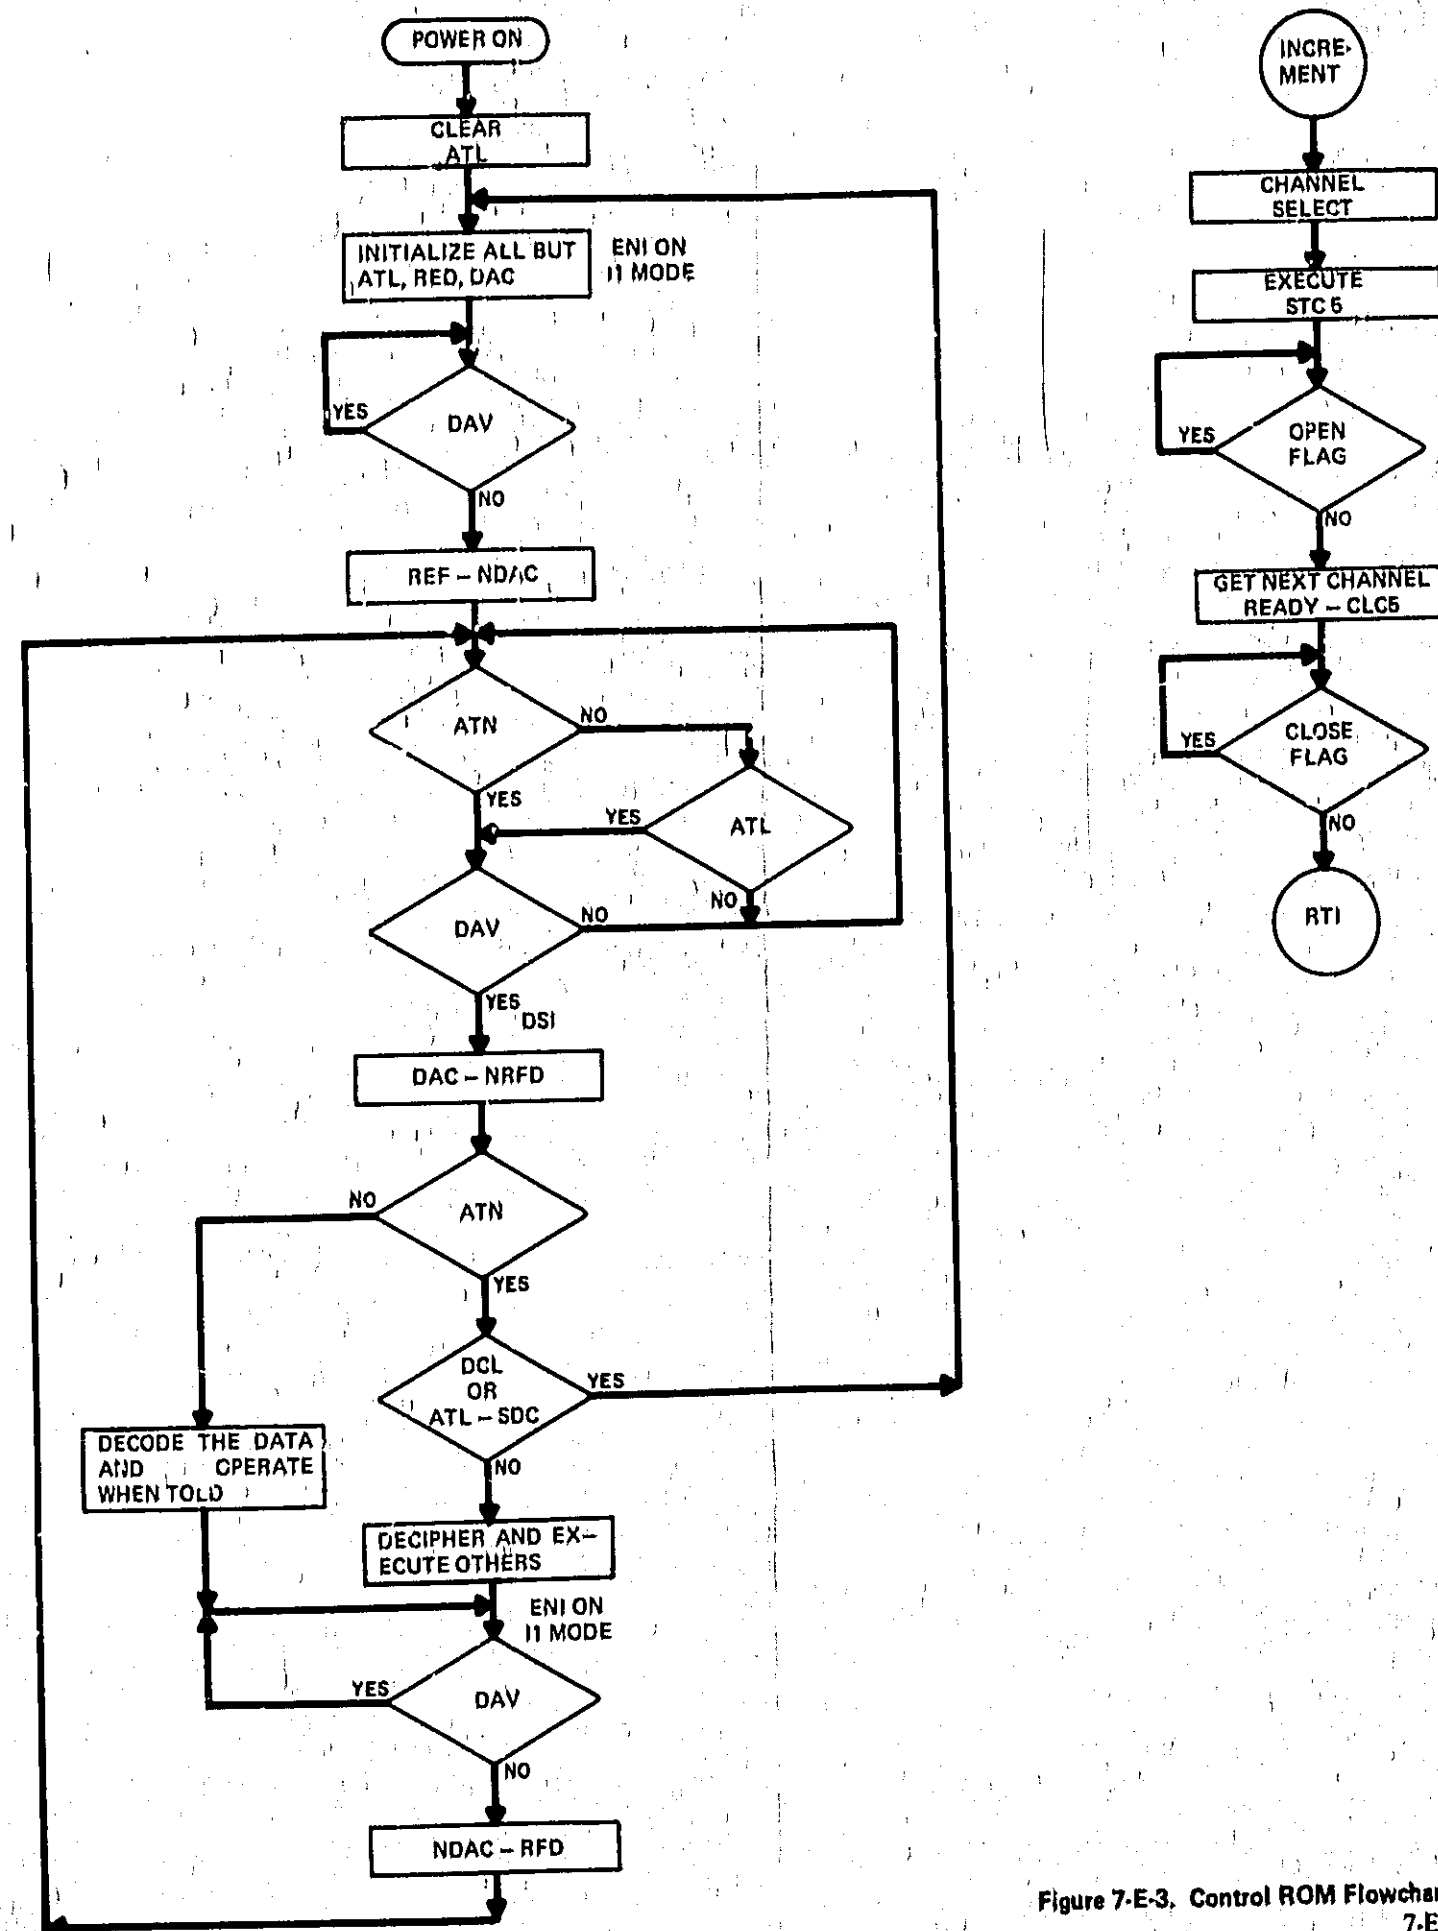 POWER ON
CLEAR
ATL
INITIALIZE ALL BUT
ATL, RED, DAC
ENI ON
I1 MODE
YES
DAV
NO
REF – NDAC
ATN
NO
YES
YES
ATL
DAV
NO
NO
YES
DSI
DAC – NRFD
NO
ATN
YES
DCL
OR
ATL – SDC
YES
NO
DECODE THE DATA
AND OPERATE
WHEN TOLD
DECIPHER AND EX–
ECUTE OTHERS
ENI ON
I1 MODE
YES
DAV
NO
NDAC – RFD
INCRE-
MENT
CHANNEL
SELECT
EXECUTE
STC 5
YES
OPEN
FLAG
NO
GET NEXT CHANNEL
READY – CLC5
YES
CLOSE
FLAG
NO
RTI
Figure 7-E-3. Control ROM Flowchar
7-E